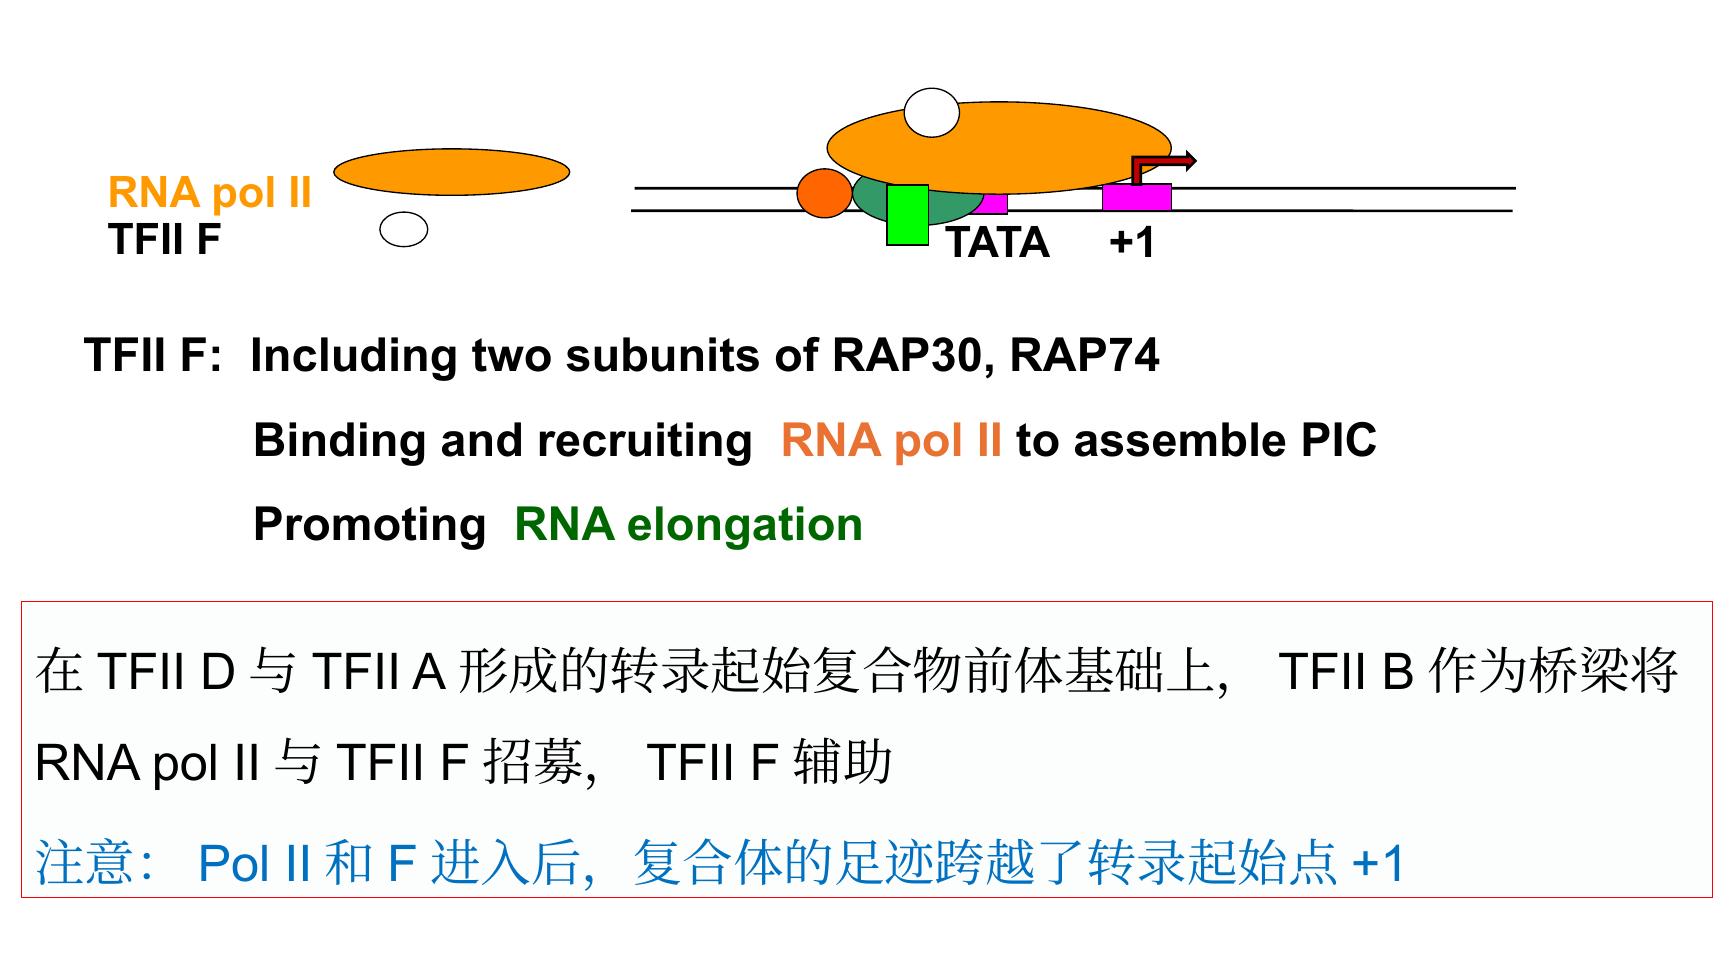 RNA pol II
TFII F
TATA +1
TFII F: Including two subunits of RAP30, RAP74
Binding and recruiting RNA pol II to assemble PIC
Promoting RNA elongation
在 TFII D 与 TFII A 形成的转录起始复合物前体基础上， TFII B 作为桥梁将
RNA pol II 与 TFII F 招募， TFII F 辅助
注意： Pol II 和 F 进入后，复合体的足迹跨越了转录起始点 +1